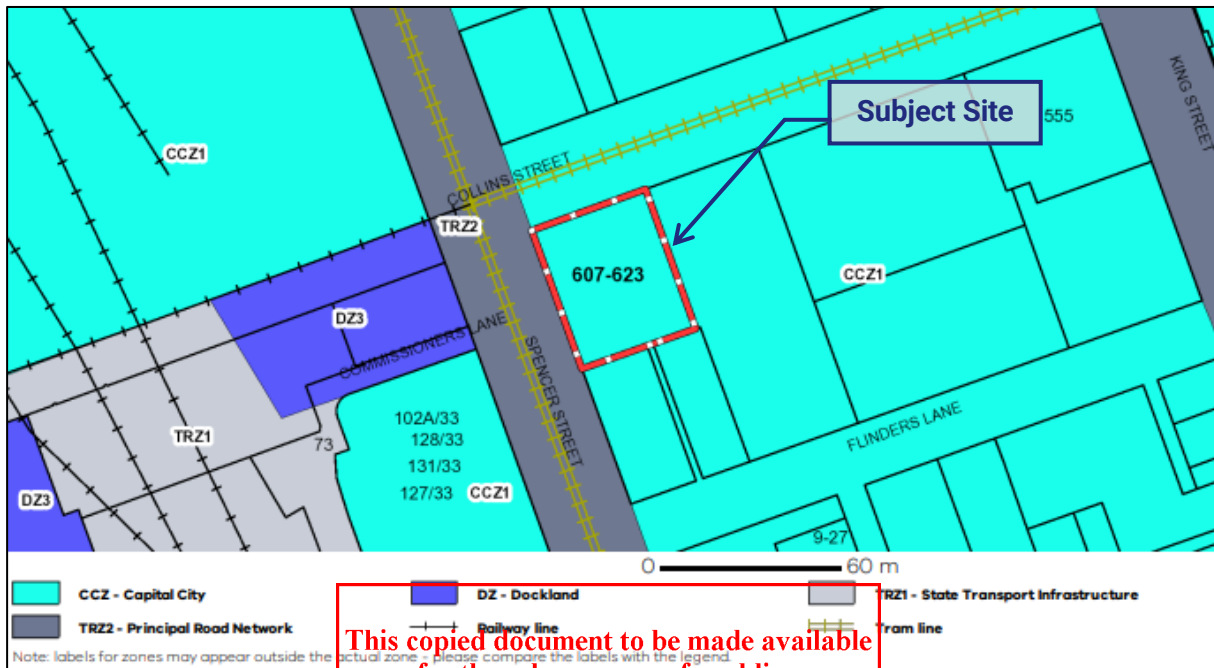 KING STREET
Subject Site
555
CCZ1
COLLINS STREET
TRZ2
607-623
CCZ1
DZ3
COMMISSIONERS LANE
SPENCER STREET
102A/33
128/33
131/33
127/33
CCZ1
73
TRZ1
DZ3
FLINDERS LANE
9-27
0 60 m
CCZ - Capital City
DZ - Dockland
TRZ1 - State Transport Infrastructure
TRZ2 - Principal Road Network
Railway line
Tram line
This copied document to be made available
Note: labels for zones may appear outside the actual zone - please compare the labels with the legend.